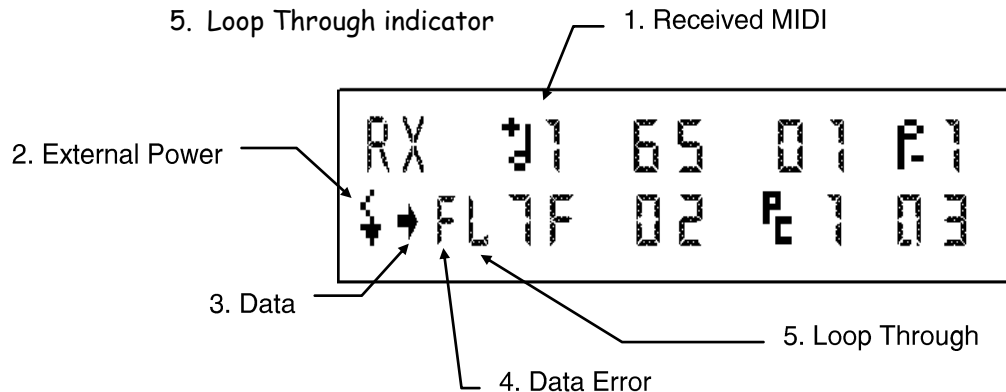 5. Loop Through indicator
1. Received MIDI
RX 1 65 01 P.1
2. External Power
FL 7F 02 PC 1 03
3. Data
5. Loop Through
4. Data Error